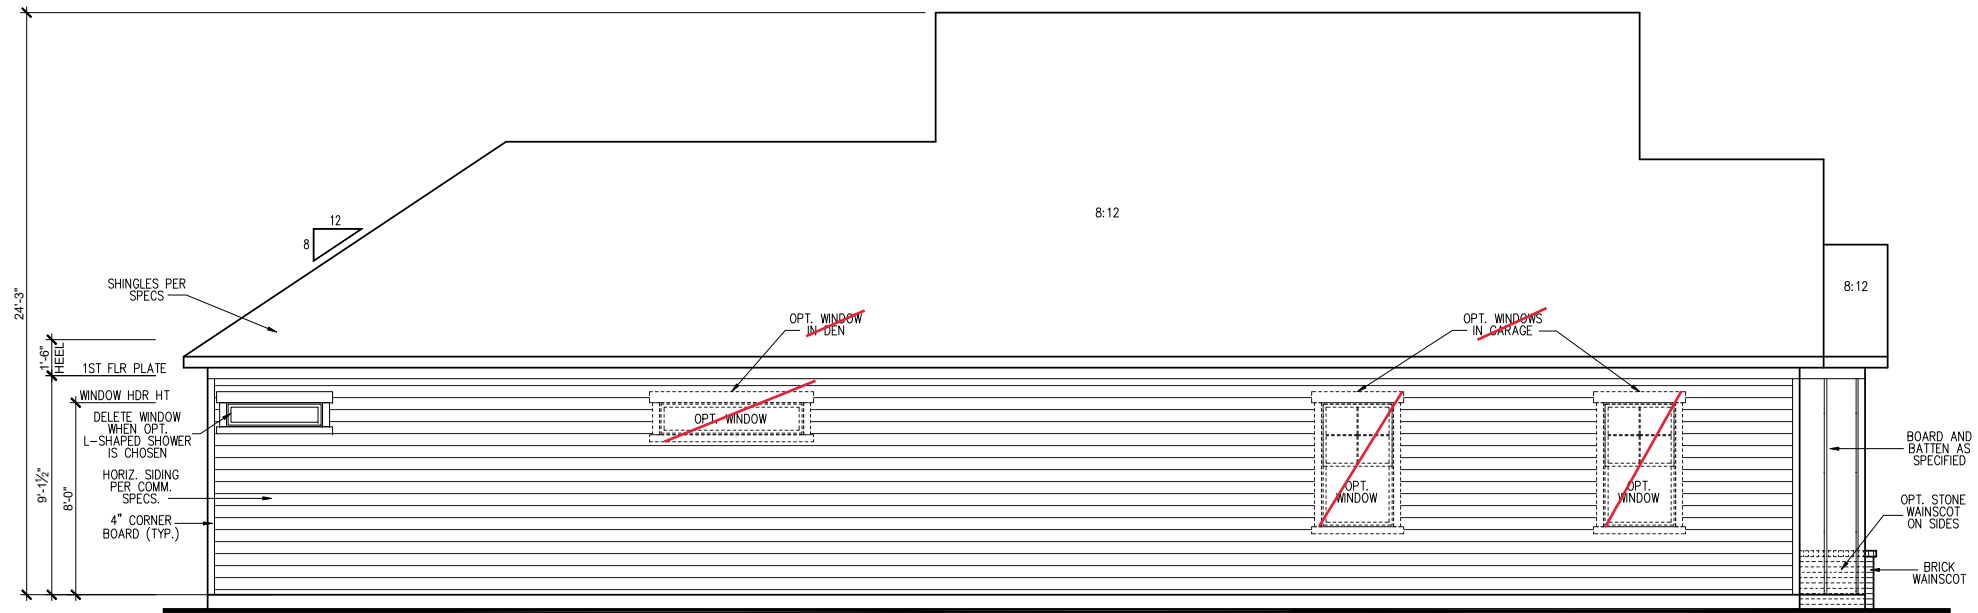 24'-3"
12
8
8:12
8:12
SHINGLES PER
SPECS
OPT. WINDOW
IN DEN
OPT. WINDOWS
IN GARAGE
1'-6"
HEEL
1ST FLR PLATE
WINDOW HDR HT
DELETE WINDOW
WHEN OPT.
L-SHAPED SHOWER
IS CHOSEN
OPT. WINDOW
HORIZ. SIDING
PER COMM.
SPECS.
9'-1½"
8'-0"
4" CORNER
BOARD (TYP.)
OPT.
WINDOW
OPT.
WINDOW
BOARD AND
BATTEN AS
SPECIFIED
OPT. STONE
WAINSCOT
ON SIDES
BRICK
WAINSCOT